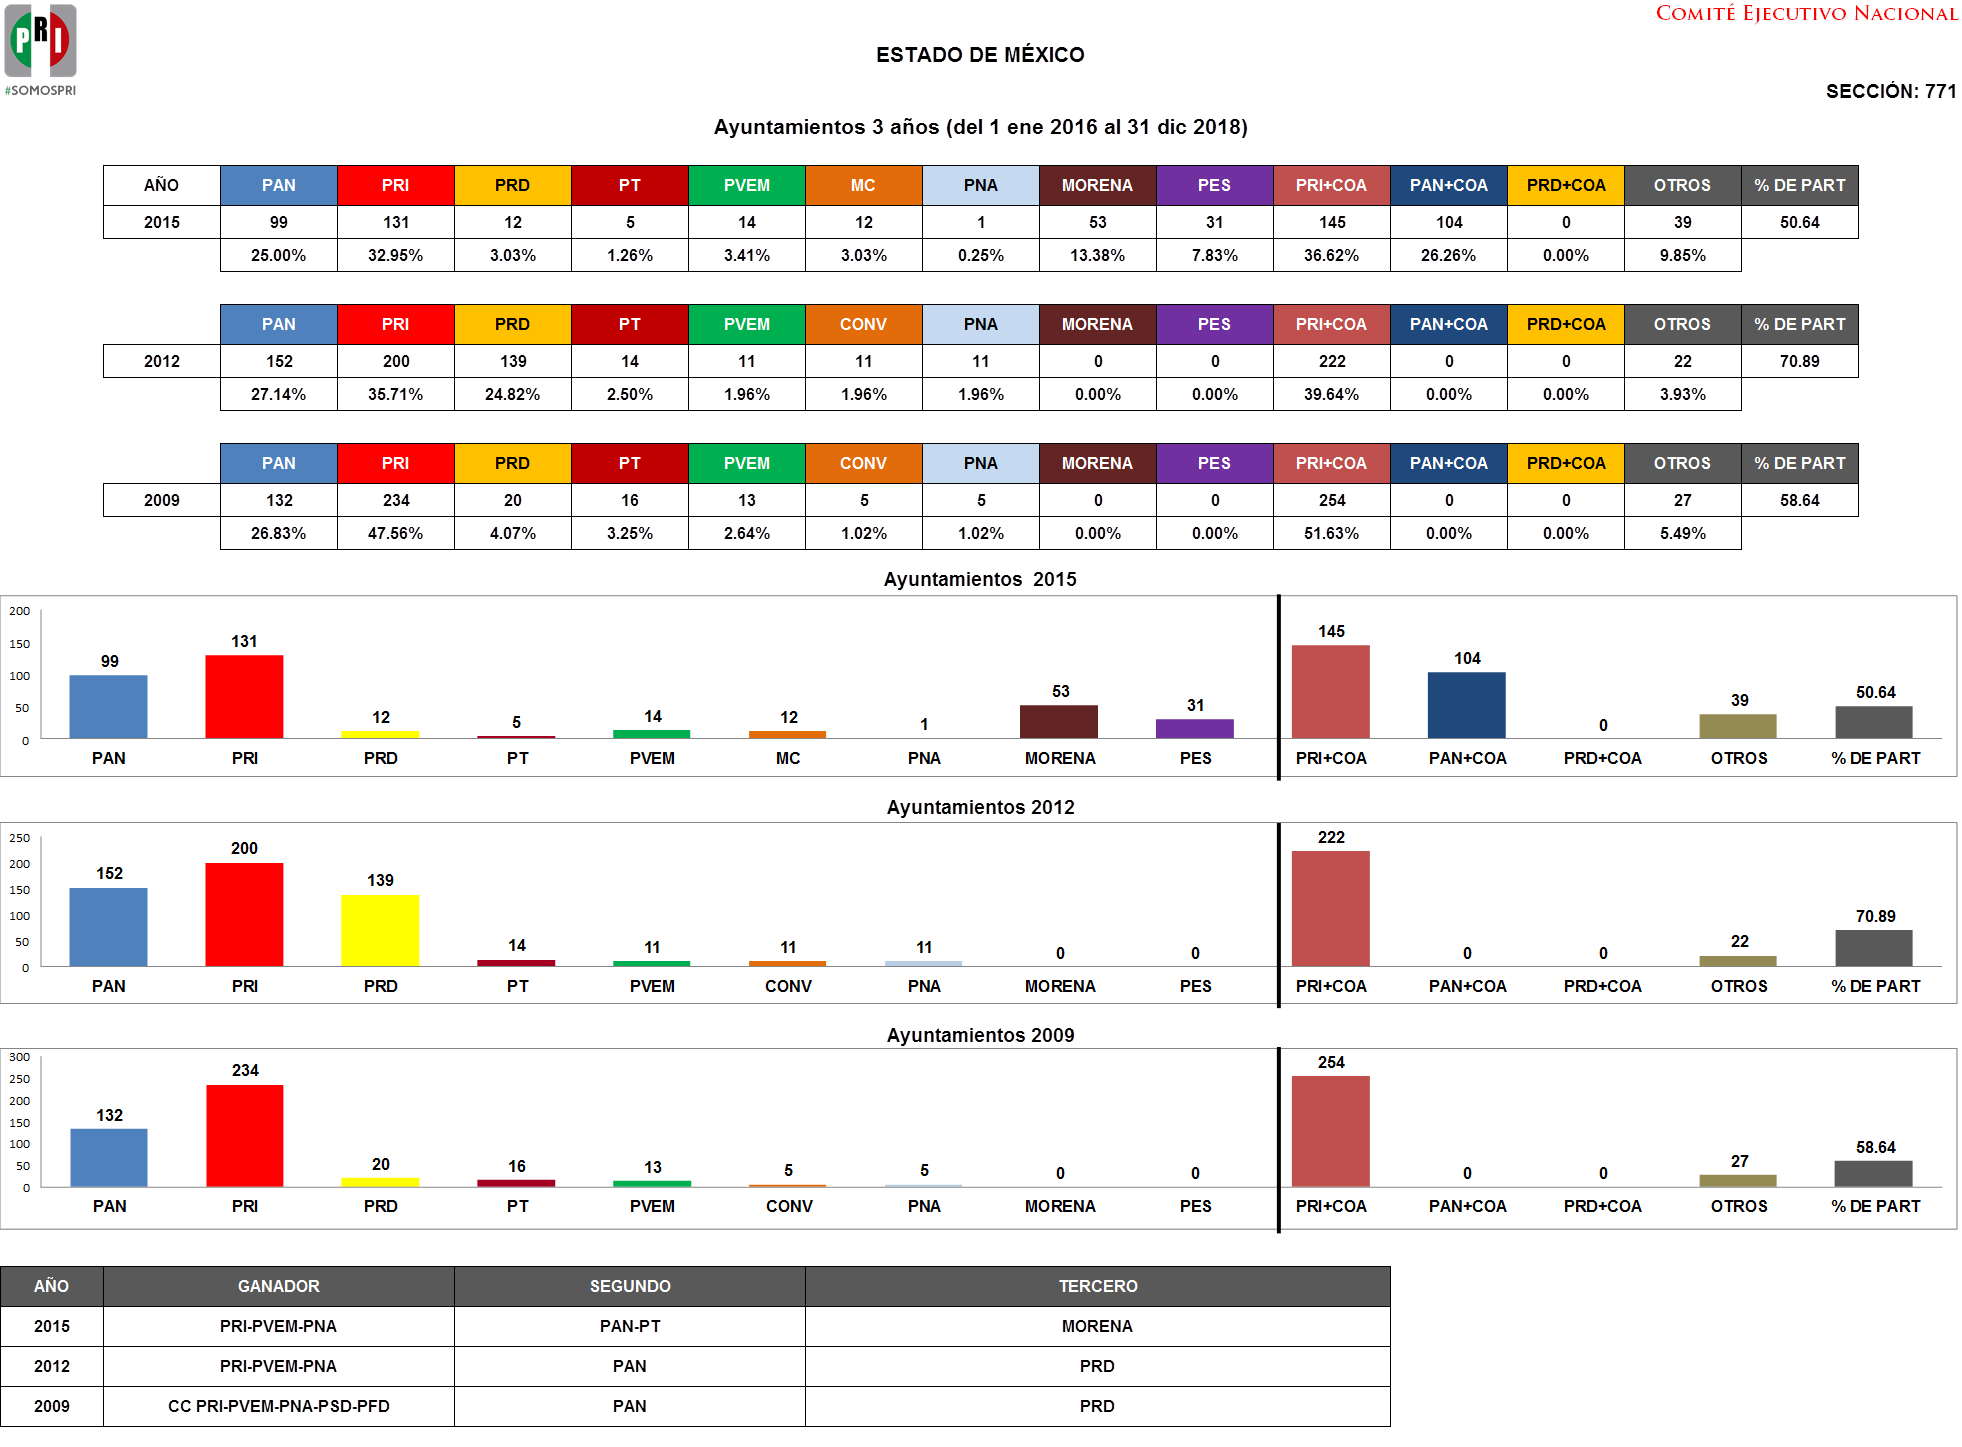 PRI
#SOMOSPRI
COMITÉ EJECUTIVO NACIONAL
ESTADO DE MÉXICO
SECCIÓN: 771
Ayuntamientos 3 años (del 1 ene 2016 al 31 dic 2018)
AÑO PAN PRI PRD PT PVEM MC PNA MORENA PES PRI+COA PAN+COA PRD+COA OTROS % DE PART
2015 99 131 12 5 14 12 1 53 31 145 104 0 39 50.64
25.00% 32.95% 3.03% 1.26% 3.41% 3.03% 0.25% 13.38% 7.83% 36.62% 26.26% 0.00% 9.85%
PAN PRI PRD PT PVEM CONV PNA MORENA PES PRI+COA PAN+COA PRD+COA OTROS % DE PART
2012 152 200 139 14 11 11 11 0 0 222 0 0 22 70.89
27.14% 35.71% 24.82% 2.50% 1.96% 1.96% 1.96% 0.00% 0.00% 39.64% 0.00% 0.00% 3.93%
PAN PRI PRD PT PVEM CONV PNA MORENA PES PRI+COA PAN+COA PRD+COA OTROS % DE PART
2009 132 234 20 16 13 5 5 0 0 254 0 0 27 58.64
26.83% 47.56% 4.07% 3.25% 2.64% 1.02% 1.02% 0.00% 0.00% 51.63% 0.00% 0.00% 5.49%
Ayuntamientos 2015
200
150
100
50
0
99 131 12 5 14 12 1 53 31 145 104 0 39 50.64
PAN PRI PRD PT PVEM MC PNA MORENA PES PRI+COA PAN+COA PRD+COA OTROS % DE PART
Ayuntamientos 2012
250
200
150
100
50
0
152 200 139 14 11 11 11 0 0 222 0 0 22 70.89
PAN PRI PRD PT PVEM CONV PNA MORENA PES PRI+COA PAN+COA PRD+COA OTROS % DE PART
Ayuntamientos 2009
300
250
200
150
100
50
0
132 234 20 16 13 5 5 0 0 254 0 0 27 58.64
PAN PRI PRD PT PVEM CONV PNA MORENA PES PRI+COA PAN+COA PRD+COA OTROS % DE PART
AÑO GANADOR SEGUNDO TERCERO
2015 PRI-PVEM-PNA PAN-PT MORENA
2012 PRI-PVEM-PNA PAN PRD
2009 CC PRI-PVEM-PNA-PSD-PFD PAN PRD